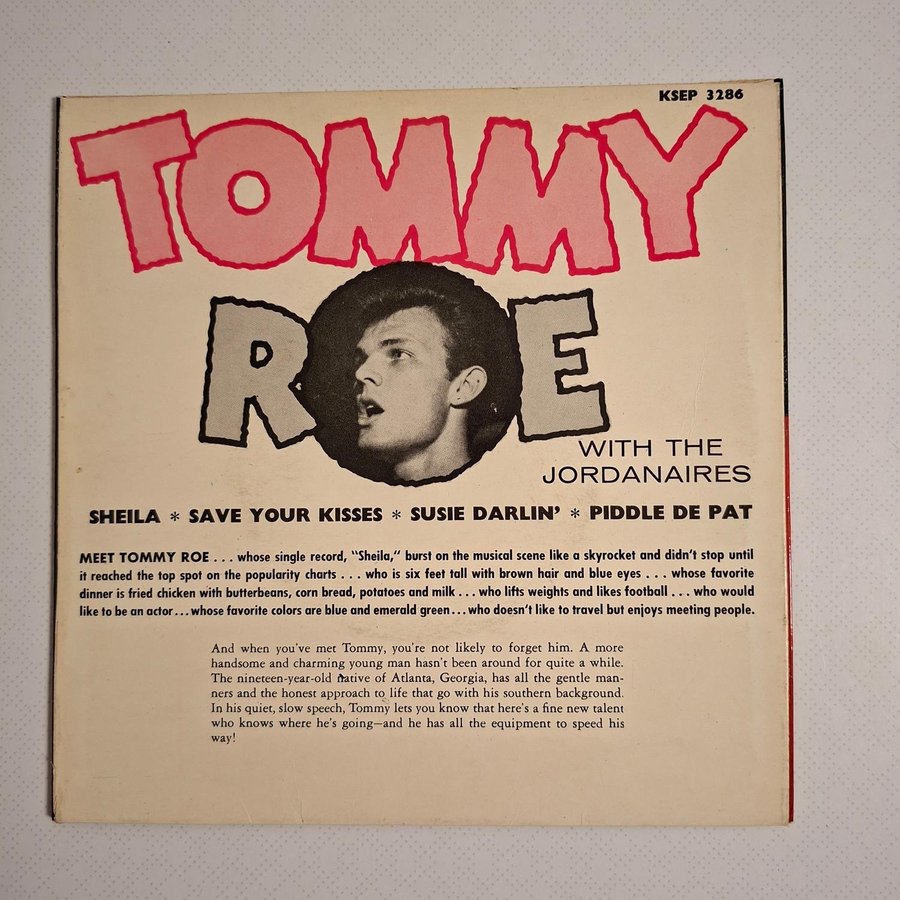 KSEP 3286
TOMMY
ROE
WITH THE
JORDANAIRES
SHEILA * SAVE YOUR KISSES * SUSIE DARLIN' * PIDDLE DE PAT
MEET TOMMY ROE . . . whose single record, "Sheila," burst on the musical scene like a skyrocket and didn't stop until
it reached the top spot on the popularity charts . . . who is six feet tall with brown hair and blue eyes . . . whose favorite
dinner is fried chicken with butterbeans, corn bread, potatoes and milk . . . who lifts weights and likes football . . . who would
like to be an actor . . . whose favorite colors are blue and emerald green . . . who doesn't like to travel but enjoys meeting people.
And when you've met Tommy, you're not likely to forget him. A more
handsome and charming young man hasn't been around for quite a while.
The nineteen-year-old native of Atlanta, Georgia, has all the gentle man-
ners and the honest approach to life that go with his southern background.
In his quiet, slow speech, Tommy lets you know that here's a fine new talent
who knows where he's going—and he has all the equipment to speed his
way!